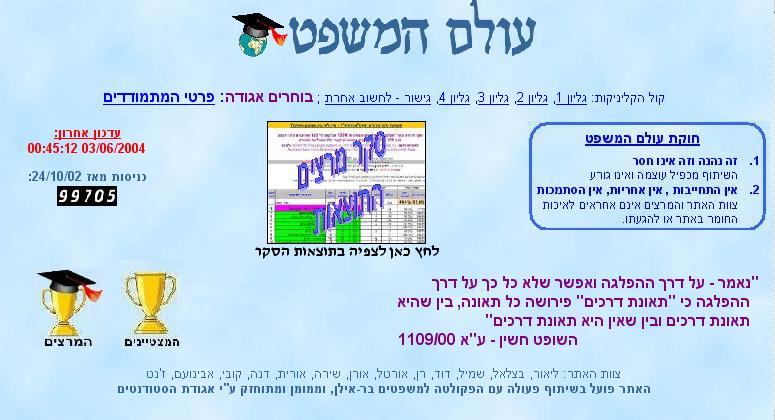 עולם המשפט
קול הקליניקות: גליון 1, גליון 2, גליון 3, גליון 4, גישור - לחשוב אחרת ; בוחרים אגודה: פרטי המתמודדים
חוקת עולם המשפט
1. זה נהנה וזה אינו חסר
השיתוף מכפיל עוצמה ואינו גורע
2. אין התחייבות , אין אחריות, אין הסתמכות
צוות האתר והמרצים אינם אחראים לאיכות
החומר באתר או להגעתו.
סקר מרצים
התוצאות
לחץ כאן לצפיה בתוצאות הסקר
עדכון אחרון:
00:45:12 03/06/2004
כניסות מאז 24/10/02:
99705
"נאמר - על דרך ההפלגה ואפשר שלא כל כך על דרך
ההפלגה כי "תאונת דרכים" פירושה כל תאונה, בין שהיא
תאונת דרכים ובין שאין היא תאונת דרכים"
השופט חשין - ע"א 1109/00
המצטיינים
המרצים
צוות האתר: ליאור, בצלאל, שמיל, דוד, רן, אורטל, אורן, שירה, אורית, דנה, קובי, אבינועם, ז'נט
האתר פועל בשיתוף פעולה עם הפקולטה למשפטים בר-אילן, וממומן ומתוחזק ע"י אגודת הסטודנטים